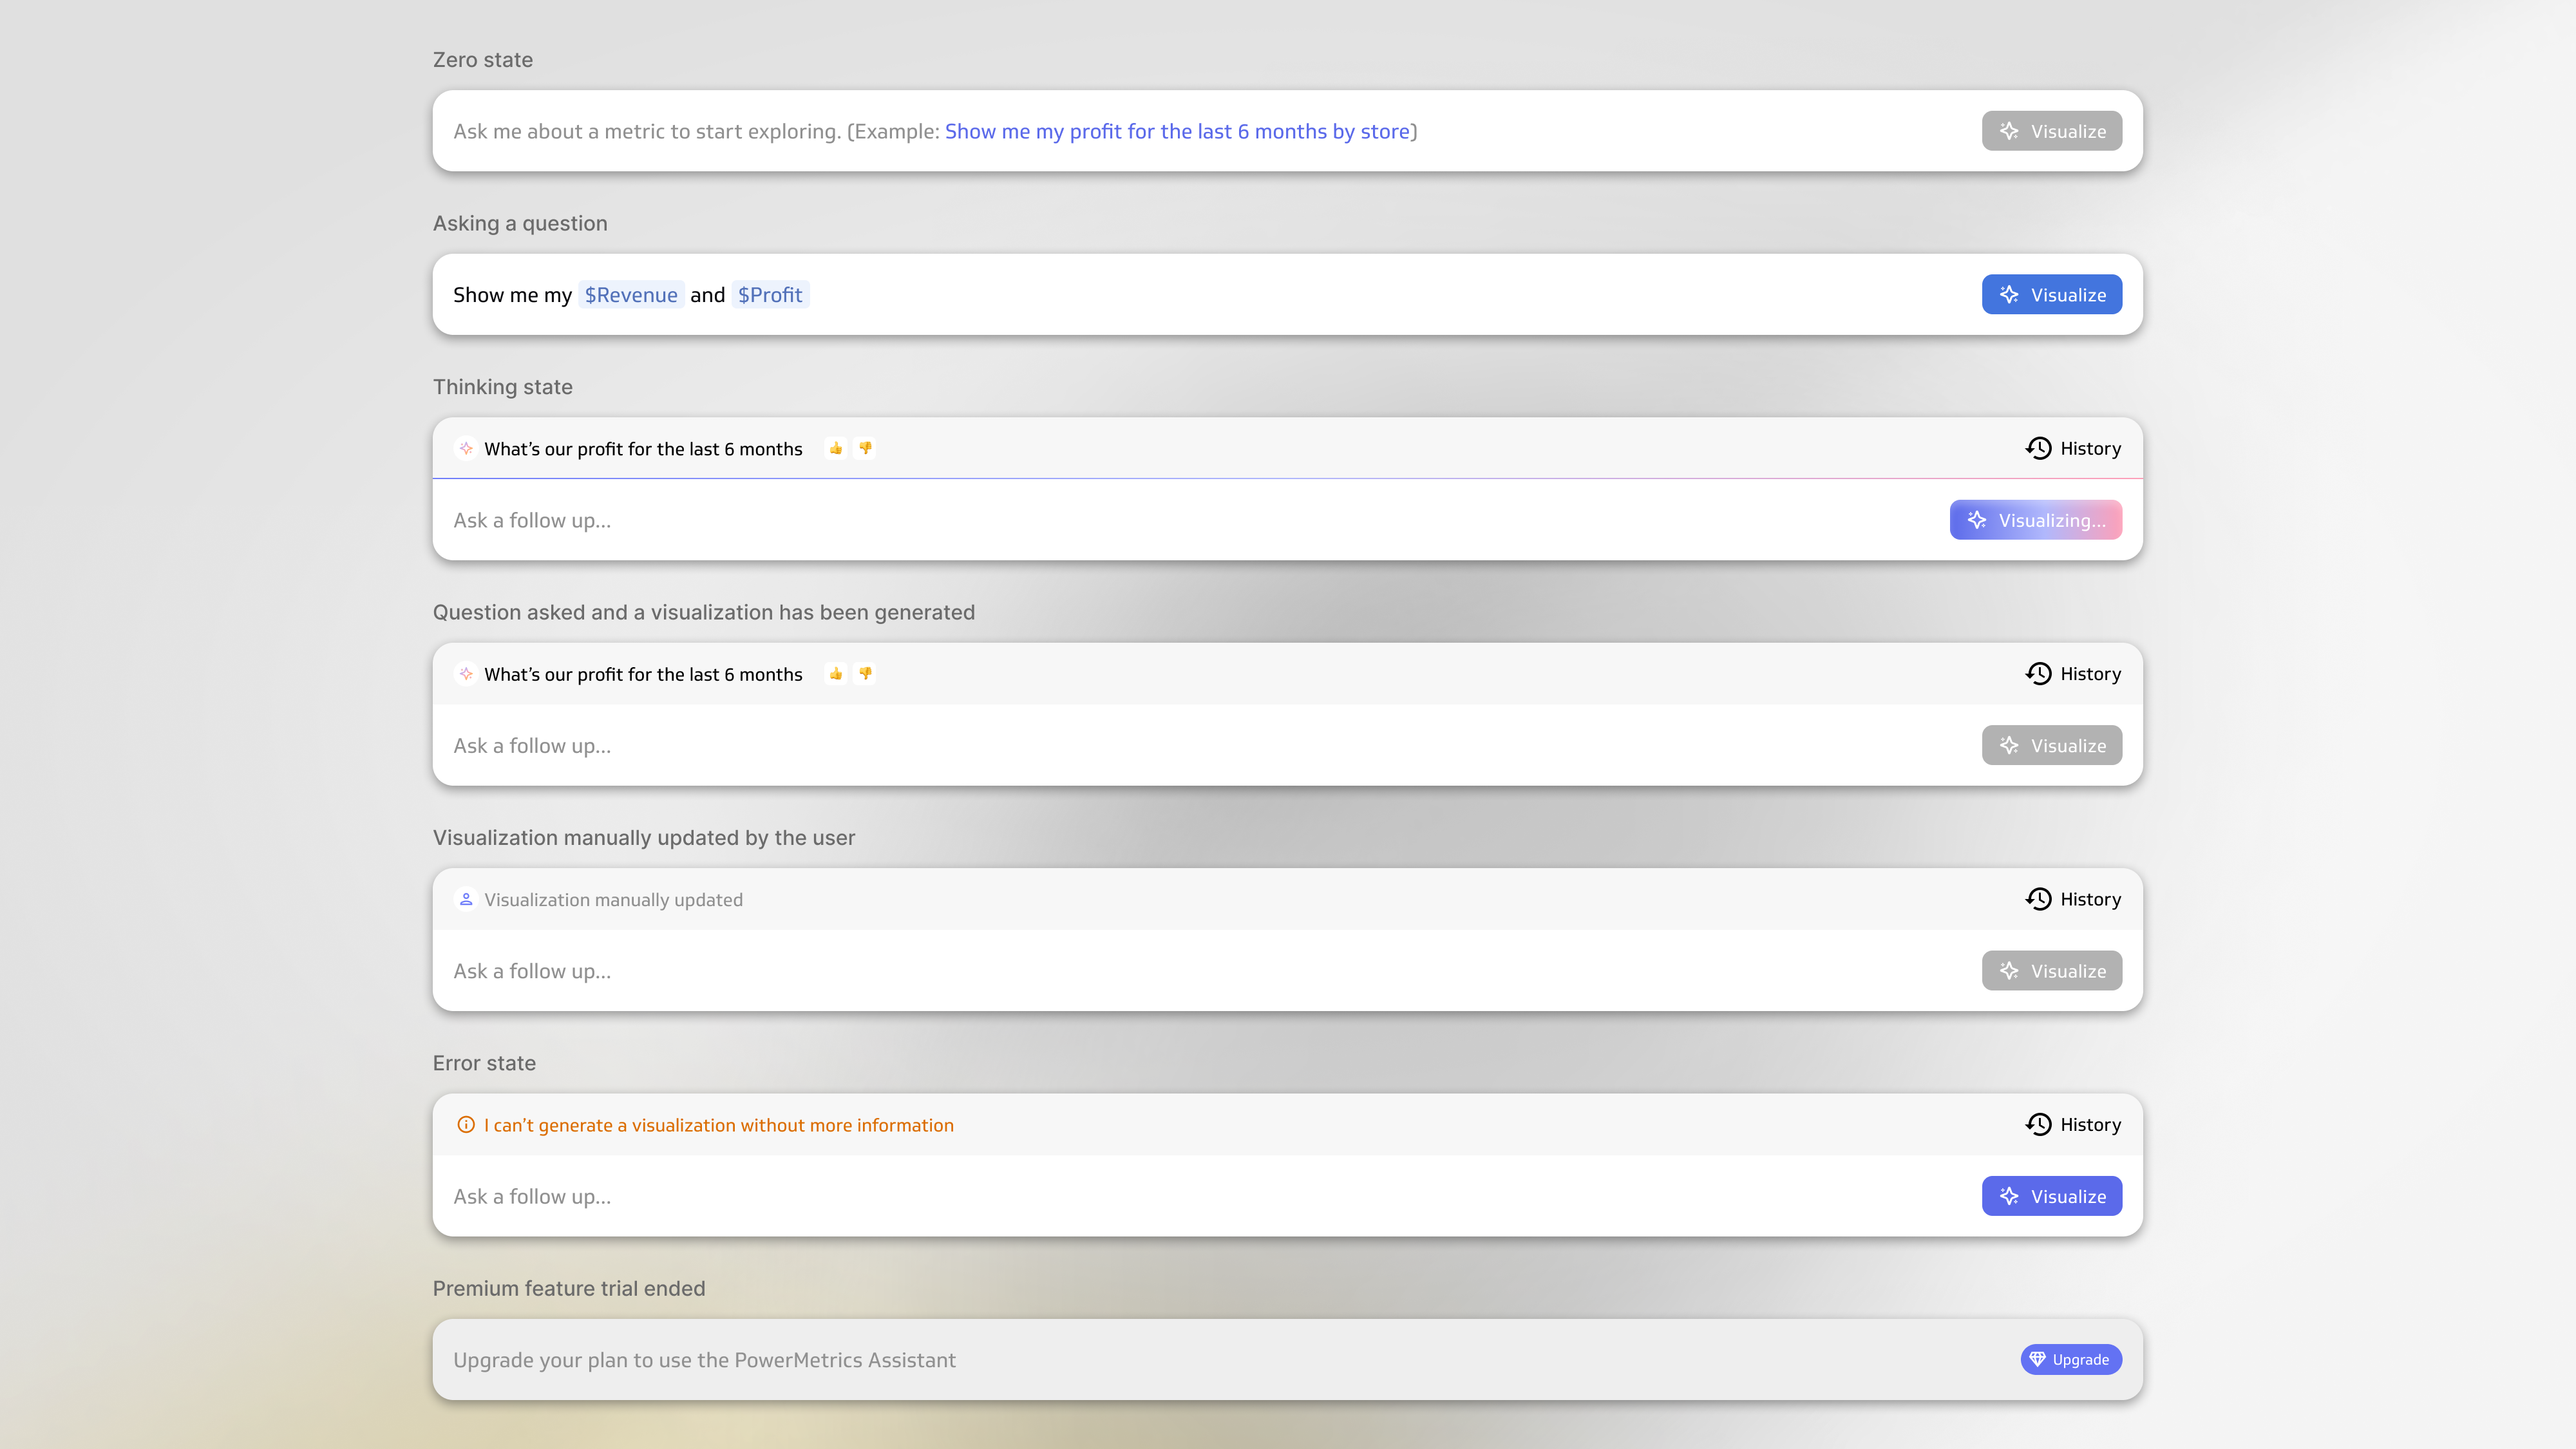 Zero state
Ask me about a metric to start exploring. (Example: Show me my profit for the last 6 months by store)
Visualize
Asking a question
Show me my $Revenue and $Profit
Visualize
Thinking state
What’s our profit for the last 6 months
History
Ask a follow up...
Visualizing...
Question asked and a visualization has been generated
What’s our profit for the last 6 months
History
Ask a follow up...
Visualize
Visualization manually updated by the user
Visualization manually updated
History
Ask a follow up...
Visualize
Error state
I can’t generate a visualization without more information
History
Ask a follow up...
Visualize
Premium feature trial ended
Upgrade your plan to use the PowerMetrics Assistant
Upgrade